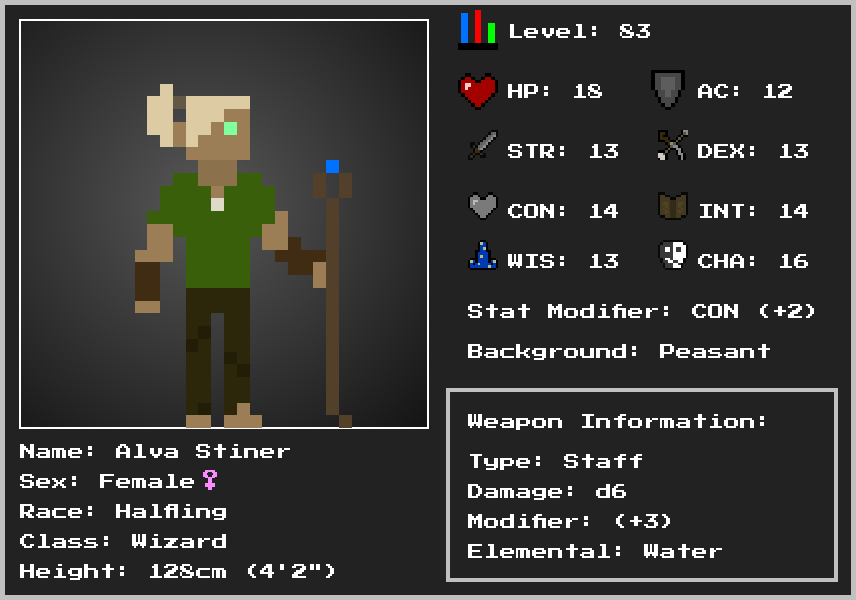 Level: 83
HP: 18 AC: 12
STR: 13 DEX: 13
CON: 14 INT: 14
WIS: 13 CHA: 16
Stat Modifier: CON (+2)
Background: Peasant
Weapon Information:
Type: Staff
Damage: d6
Modifier: (+3)
Elemental: Water
Name: Alva Stiner
Sex: Female♀
Race: Halfling
Class: Wizard
Height: 128cm (4'2")